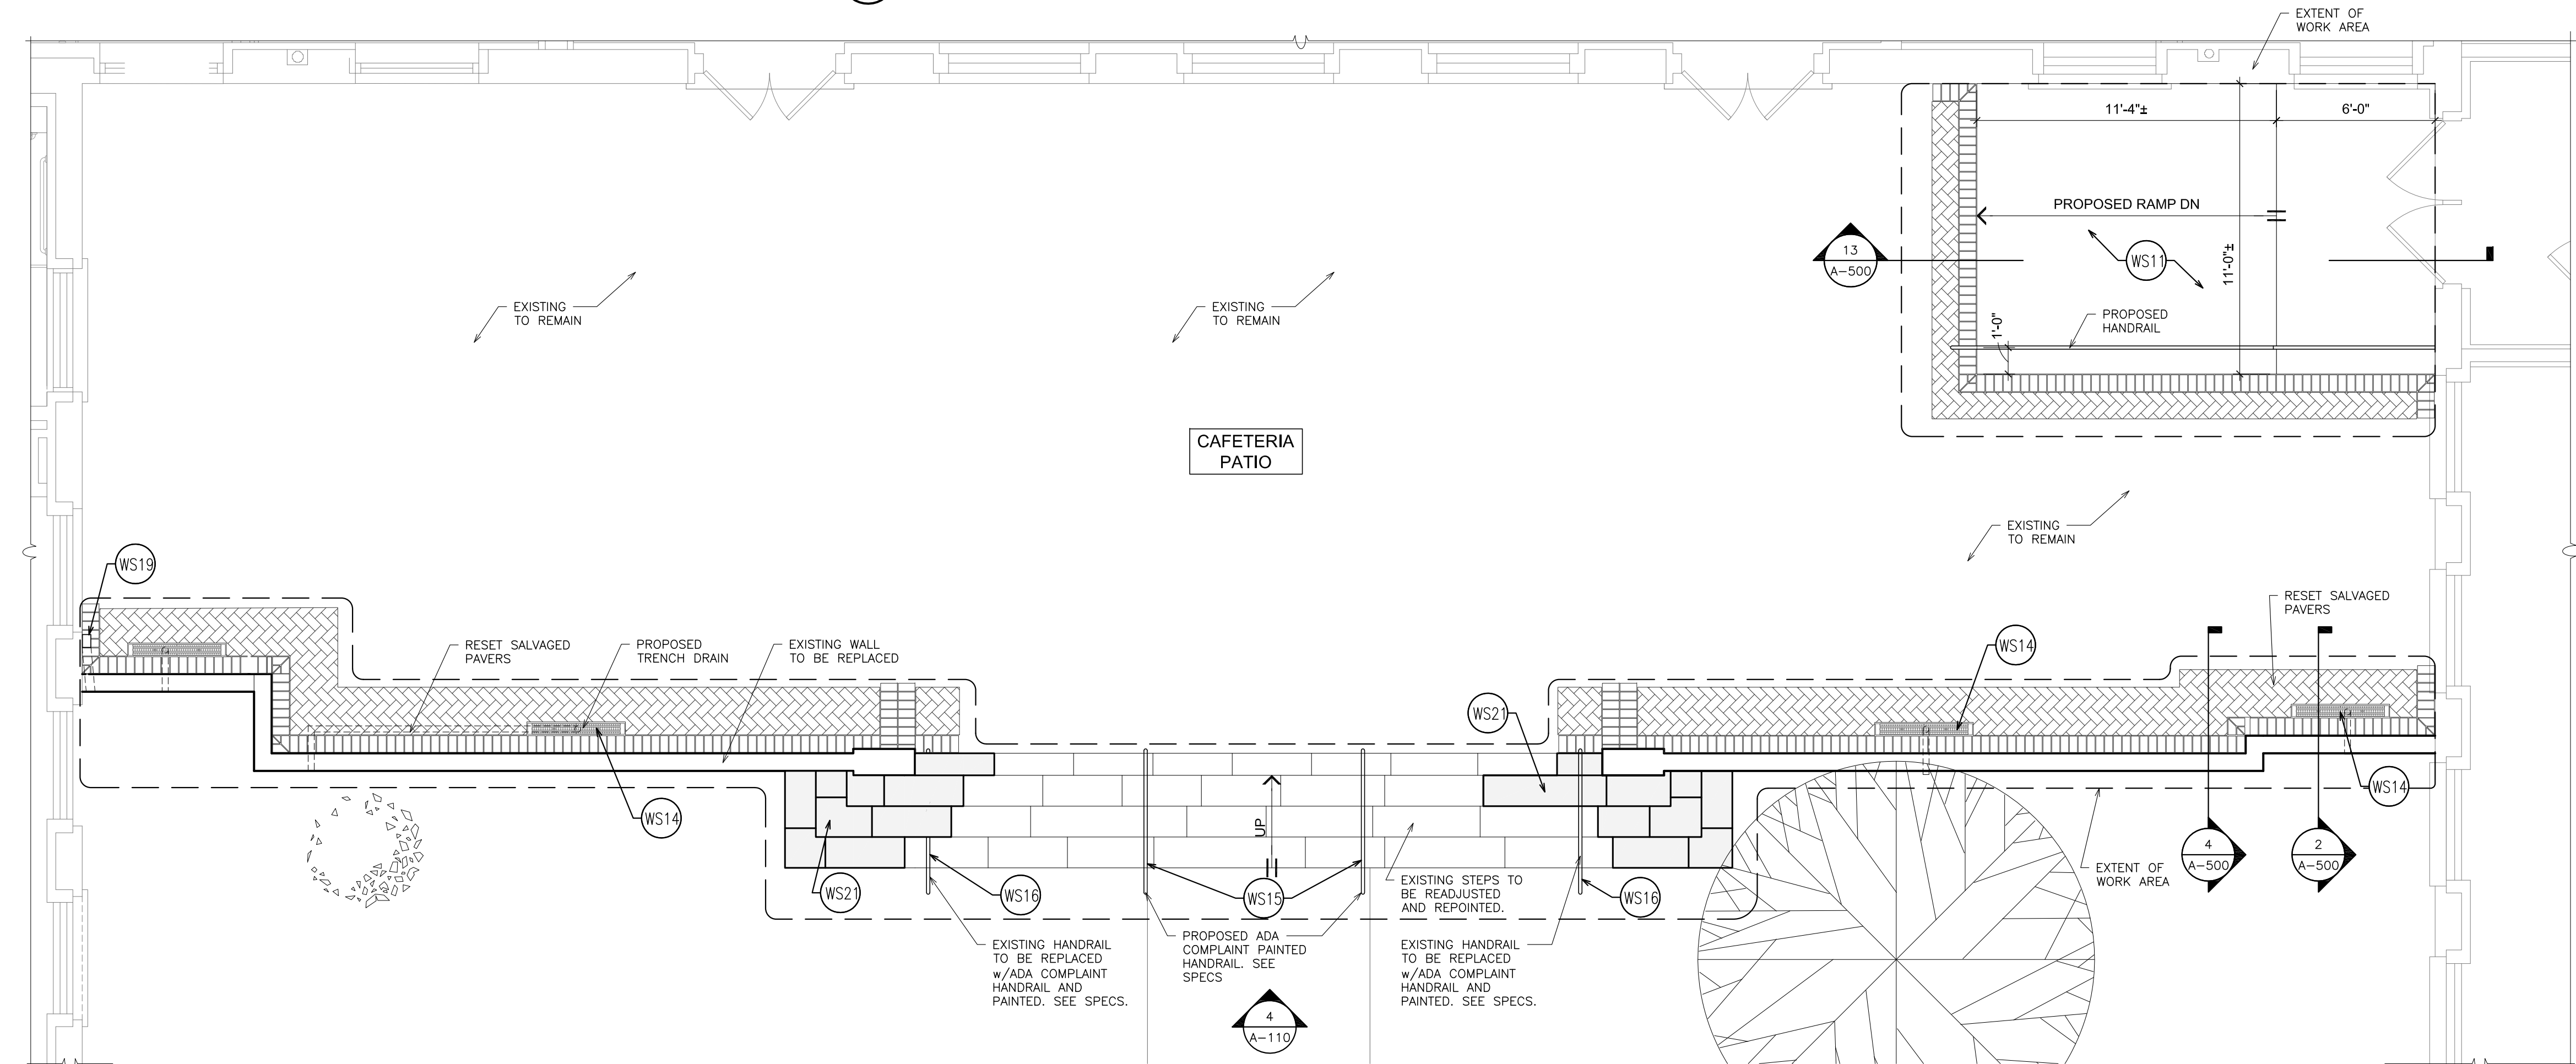 EXTENT OF
WORK AREA
11'-4"±
6'-0"
PROPOSED RAMP DN
13
A-500
WS11
11'-0"±
EXISTING
TO REMAIN
EXISTING
TO REMAIN
1'-0"
PROPOSED
HANDRAIL
CAFETERIA
PATIO
EXISTING
TO REMAIN
WS19
RESET SALVAGED
PAVERS
RESET SALVAGED
PAVERS
PROPOSED
TRENCH DRAIN
EXISTING WALL
TO BE REPLACED
WS14
WS21
WS14
WS14
UP
4
A-500
2
A-500
WS21
WS16
WS15
WS16
EXISTING STEPS TO
BE READJUSTED
AND REPOINTED.
EXTENT OF
WORK AREA
EXISTING HANDRAIL
TO BE REPLACED
w/ADA COMPLAINT
HANDRAIL AND
PAINTED. SEE SPECS.
PROPOSED ADA
COMPLAINT PAINTED
HANDRAIL. SEE
SPECS
EXISTING HANDRAIL
TO BE REPLACED
w/ADA COMPLAINT
HANDRAIL AND
PAINTED. SEE SPECS.
4
A-110